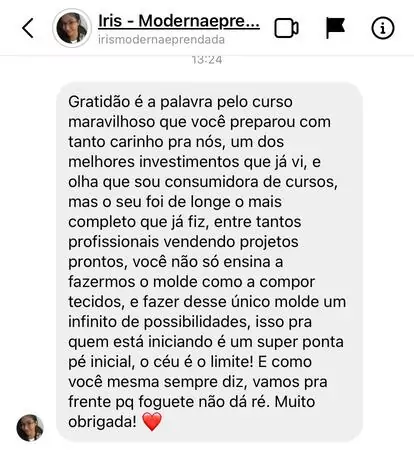 Iris - Modernaepre...
irismodernaeprendada
13:24
Gratidão é a palavra pelo curso
maravilhoso que você preparou com
tanto carinho pra nós, um dos
melhores investimentos que já vi, e
olha que sou consumidora de cursos,
mas o seu foi de longe o mais
completo que já fiz, entre tantos
profissionais vendendo projetos
prontos, você não só ensina a
fazermos o molde como a compor
tecidos, e fazer desse único molde um
infinito de possibilidades, isso pra
quem está iniciando é um super ponta
pé inicial, o céu é o limite! E como
você mesma sempre diz, vamos pra
frente pq foguete não dá ré. Muito
obrigada! ❤️